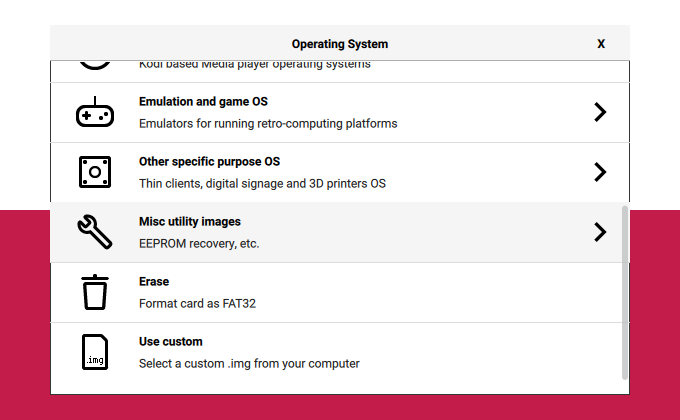 Operating System
X
Kodi based Media player operating systems
Emulation and game OS
Emulators for running retro-computing platforms
Other specific purpose OS
Thin clients, digital signage and 3D printers OS
Misc utility images
EEPROM recovery, etc.
Erase
Format card as FAT32
Use custom
.img
Select a custom .img from your computer